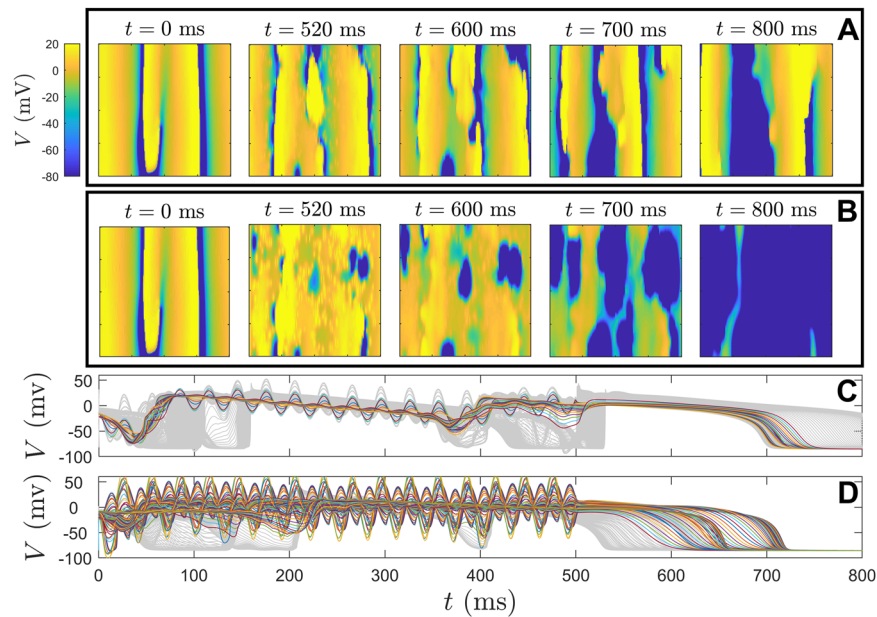 A
t = 0 ms t = 520 ms t = 600 ms t = 700 ms t = 800 ms
20
0
-20
-40
-60
-80
V (mV)
B
t = 0 ms t = 520 ms t = 600 ms t = 700 ms t = 800 ms
C
50
0
-50
-100
V (mv)
D
50
0
-50
-100
V (mv)
0 100 200 300 400 500 600 700 800
t (ms)